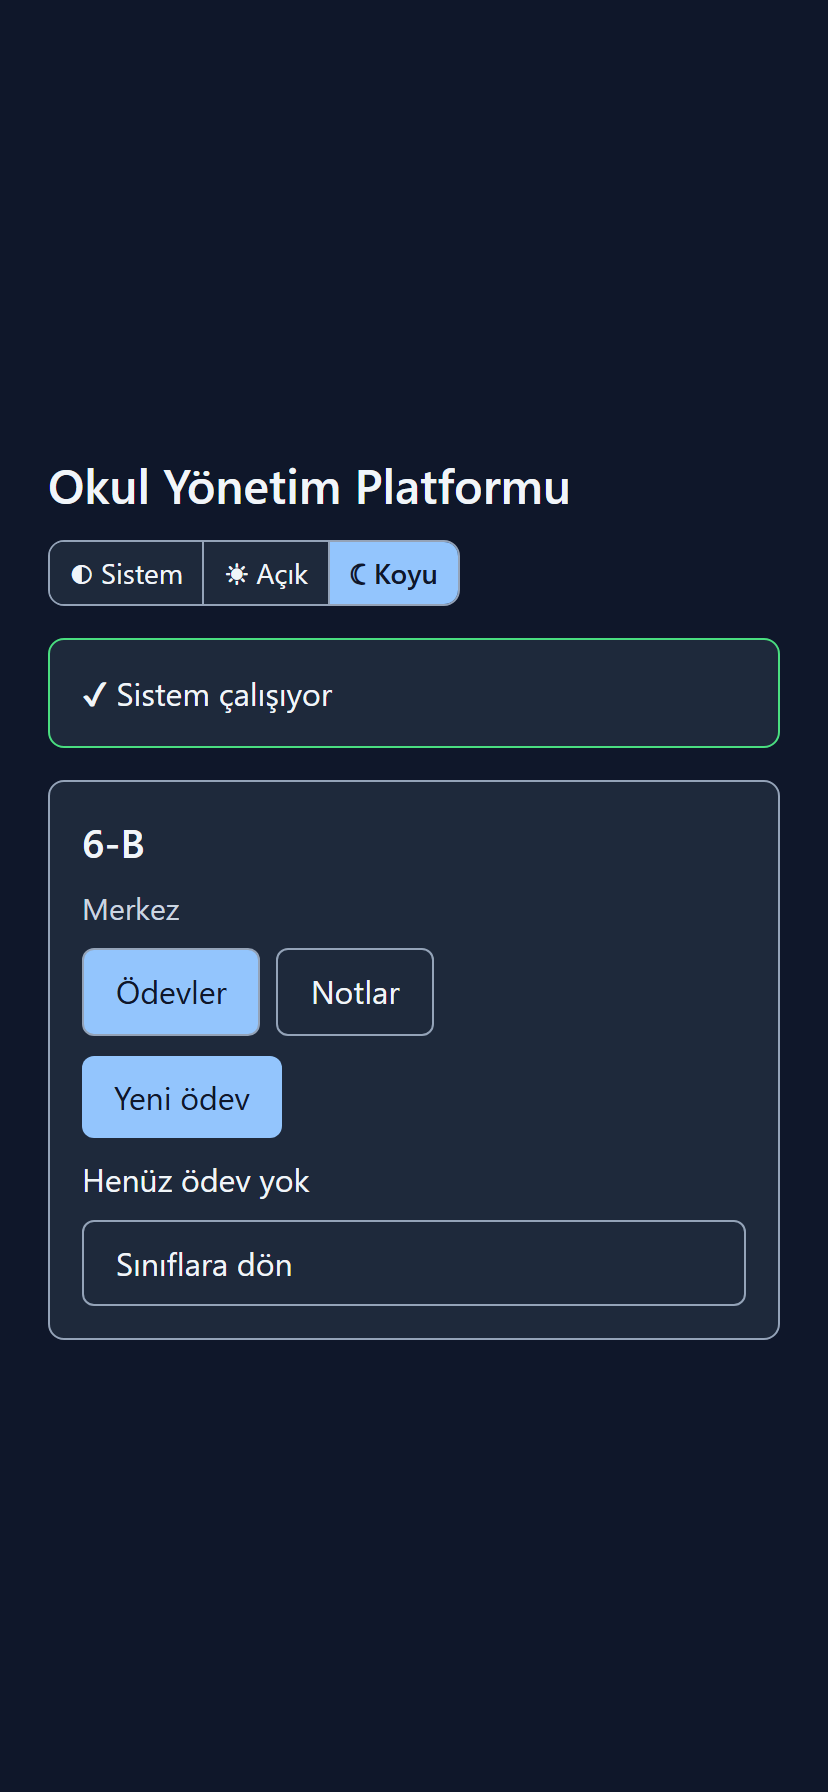 Okul Yönetim Platformu
◐ Sistem ☀ Açık ☾ Koyu
✓ Sistem çalışıyor
6-B
Merkez
Ödevler Notlar
Yeni ödev
Henüz ödev yok
Sınıflara dön